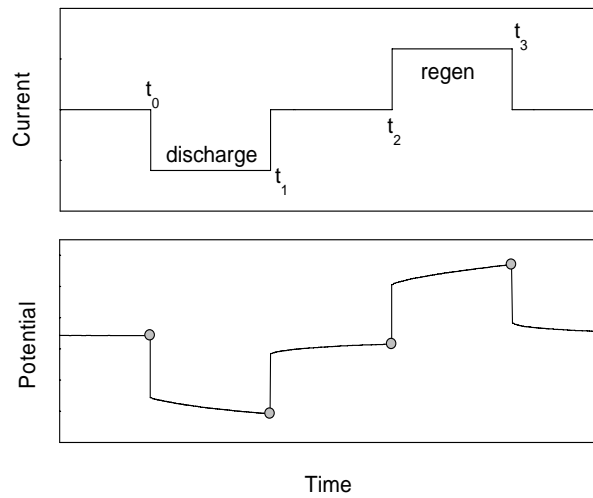 Current
t0
discharge
t1
t2
regen
t3
Potential
Time